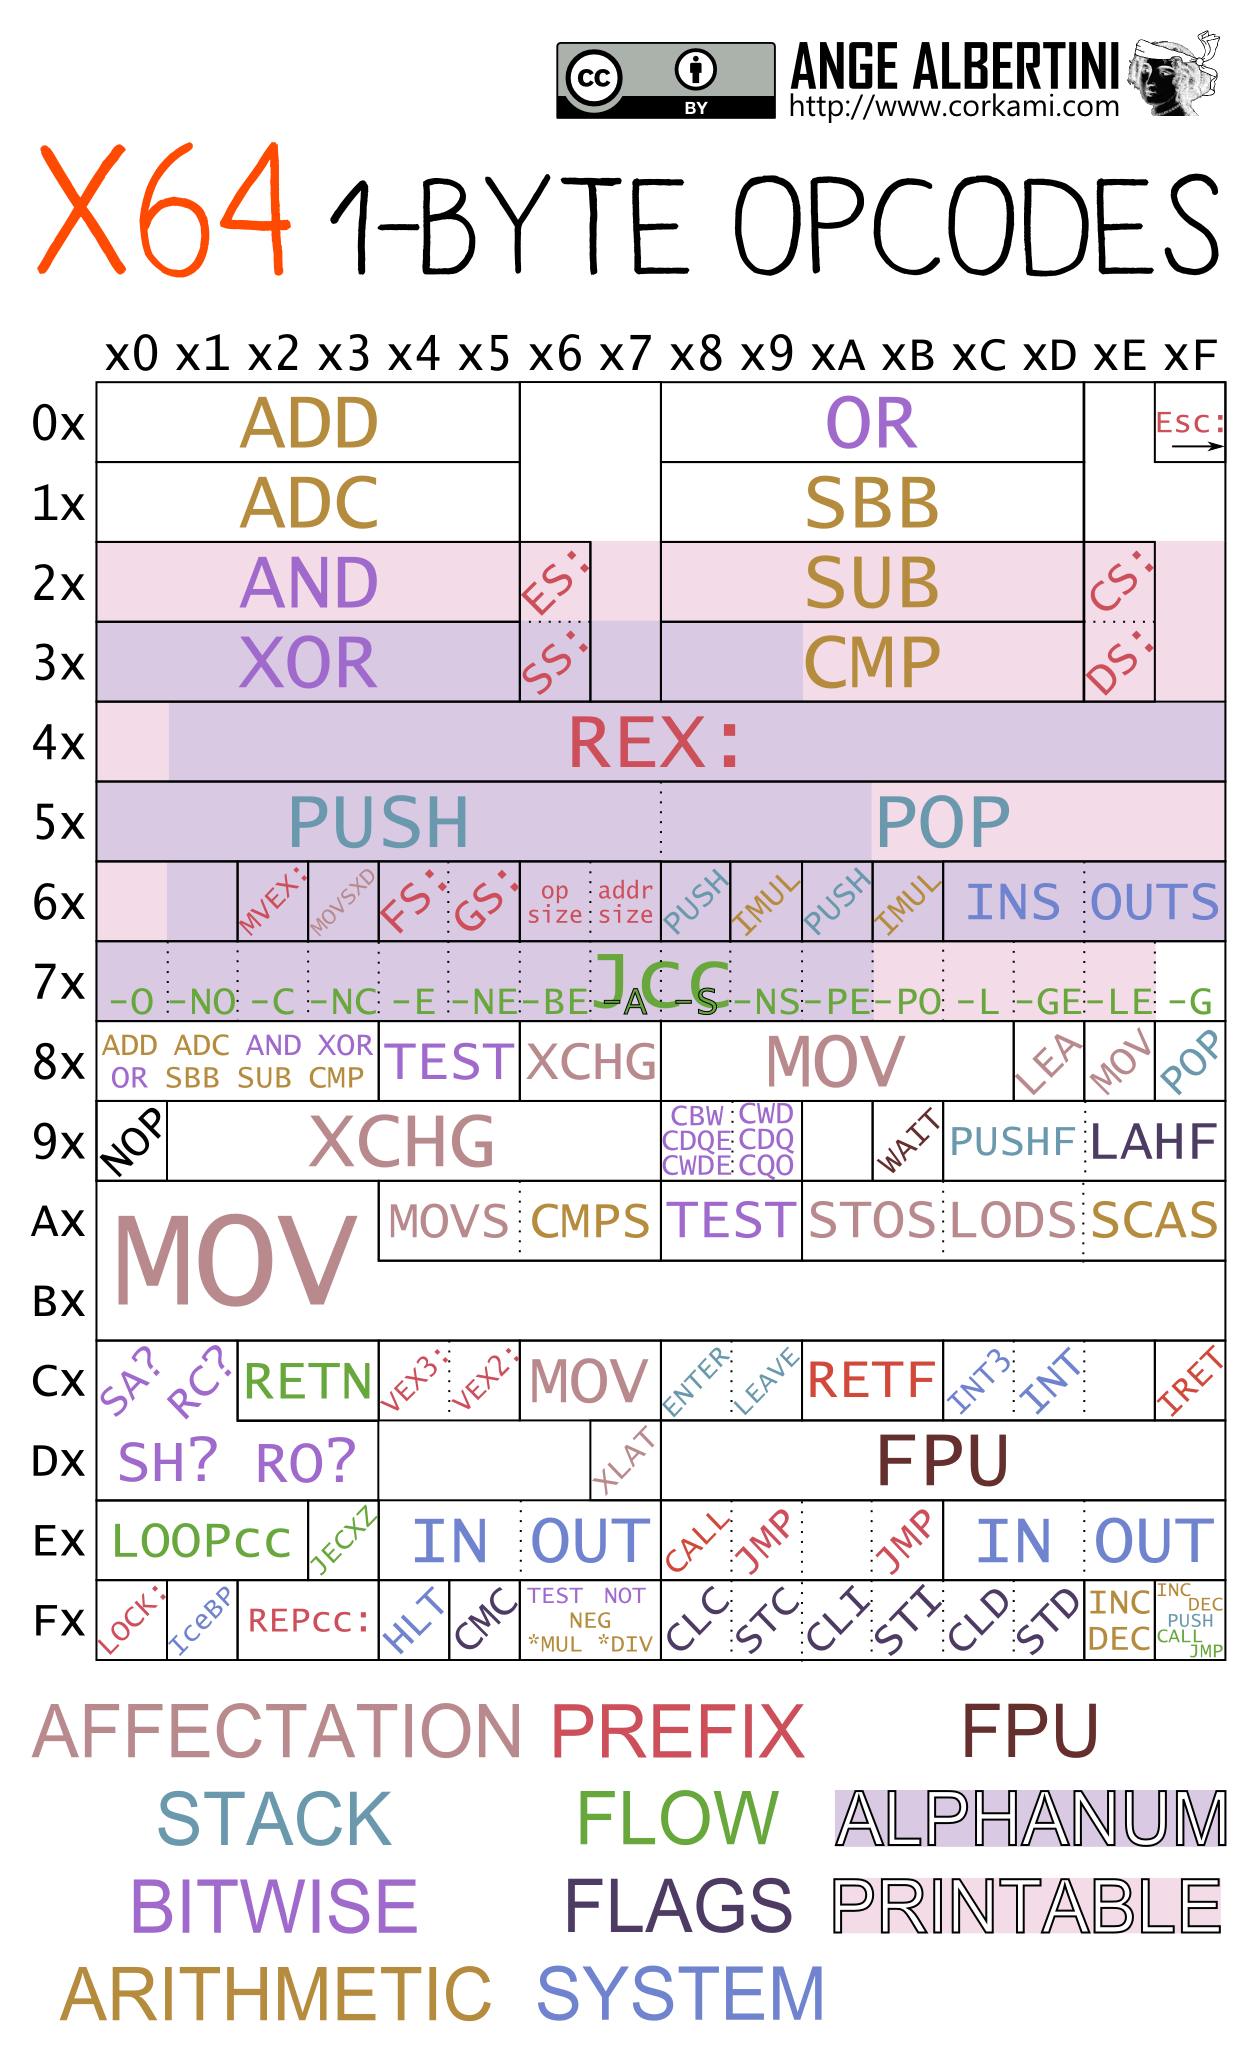 cc BY ANGE ALBERTINI
http://www.corkami.com
X64 1-BYTE OPCODES
x0 x1 x2 x3 x4 x5 x6 x7 x8 x9 xA xB xC xD xE xF
0x ADD OR Esc:
1x ADC SBB
2x AND ES: SUB CS:
3x XOR SS: CMP DS:
4x REX:
5x PUSH POP
6x MVEX: MOVSXD FS: GS: op size addr size PUSH IMUL PUSH IMUL INS OUTS
7x Jcc
-O -NO -C -NC -E -NE -BE -A -S -NS -PE -PO -L -GE -LE -G
8x ADD ADC AND XOR TEST XCHG MOV LEA MOV POP
OR SBB SUB CMP
9x NOP XCHG CBW CWD WAIT PUSHF LAHF
CDQE CDQ
CWDE CQO
Ax MOV MOVS CMPS TEST STOS LODS SCAS
Bx
Cx SA? RC? RETN VEX3: VEX2: MOV ENTER LEAVE RETF INT3 INT IRET
Dx SH? RO? XLAT FPU
Ex LOOPcc JECXZ IN OUT CALL JMP JMP IN OUT
Fx LOCK: IceBP REPcc: HLT CMC TEST NOT NEG *MUL *DIV CLC STC CLI STI CLD STD INC DEC INC DEC PUSH CALL JMP
AFFECTATION PREFIX FPU
STACK FLOW ALPHANUM
BITWISE FLAGS PRINTABLE
ARITHMETIC SYSTEM